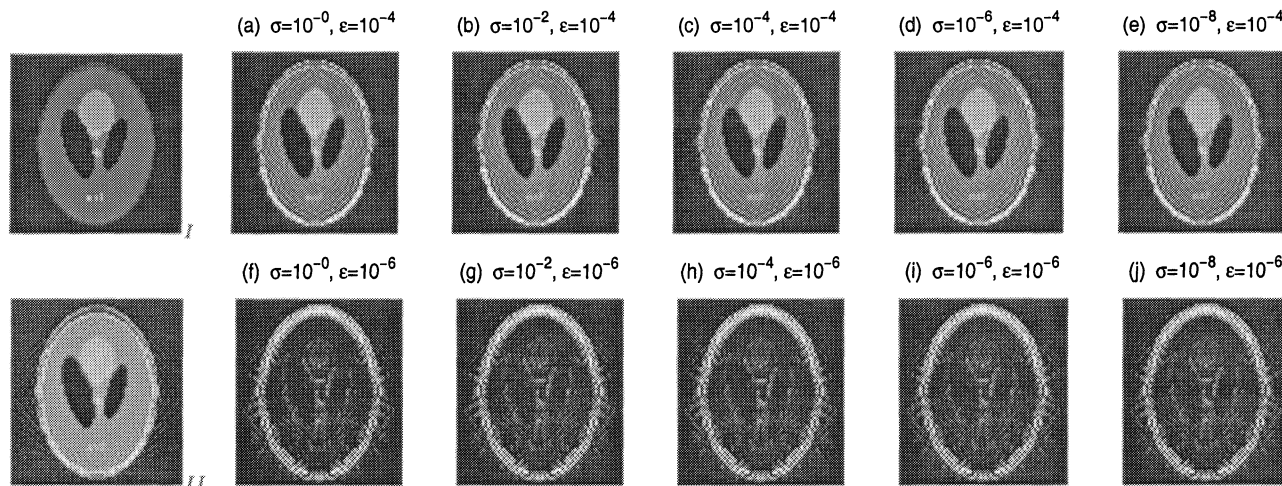 (a) σ=10⁻⁰, ε=10⁻⁴
(b) σ=10⁻², ε=10⁻⁴
(c) σ=10⁻⁴, ε=10⁻⁴
(d) σ=10⁻⁶, ε=10⁻⁴
(e) σ=10⁻⁸, ε=10⁻⁴
I
(f) σ=10⁻⁰, ε=10⁻⁶
(g) σ=10⁻², ε=10⁻⁶
(h) σ=10⁻⁴, ε=10⁻⁶
(i) σ=10⁻⁶, ε=10⁻⁶
(j) σ=10⁻⁸, ε=10⁻⁶
II